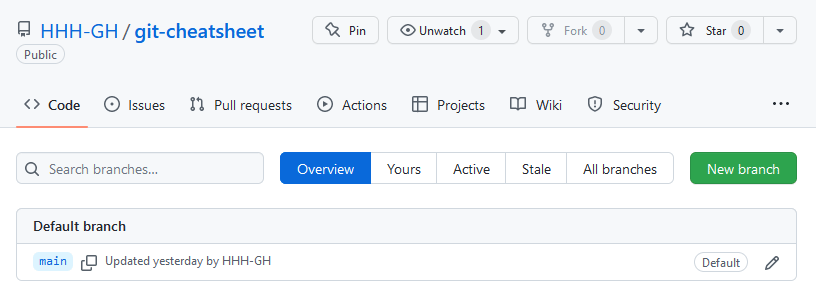 HHH-GH / git-cheatsheet Pin Unwatch 1 Fork 0 Star 0
Public
Code Issues Pull requests Actions Projects Wiki Security ...
Search branches... Overview Yours Active Stale All branches New branch
Default branch
main Updated yesterday by HHH-GH Default